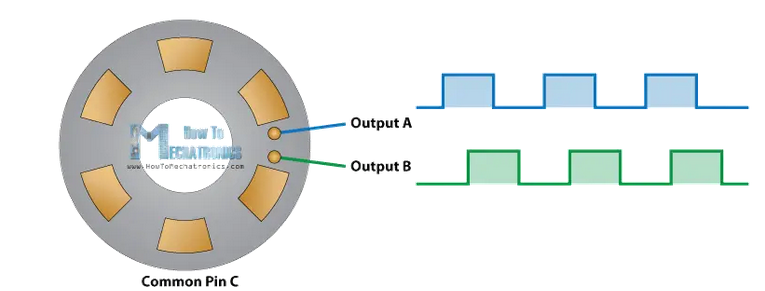 How To
MECHATRONICS
www.HowToMechatronics.com
Output A
Output B
Common Pin C